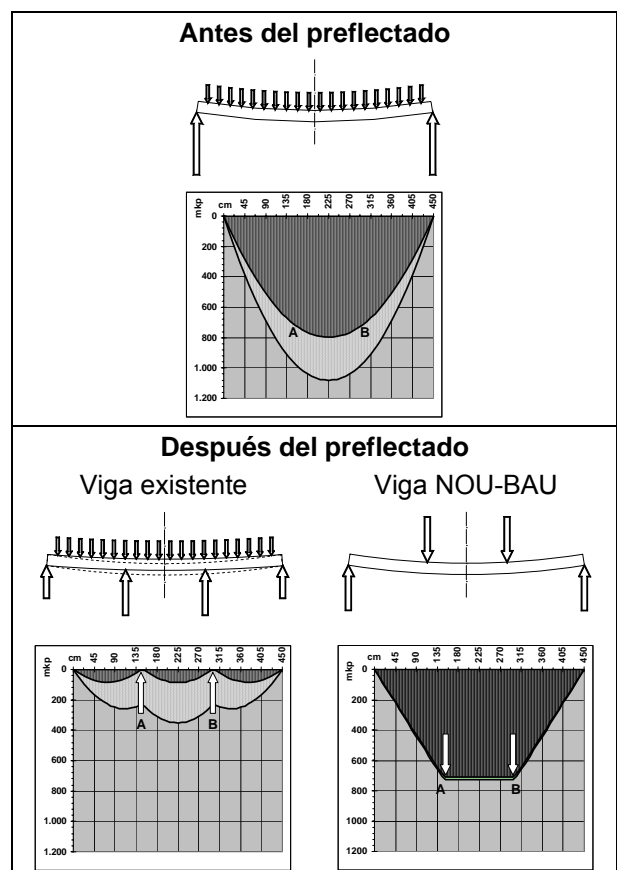 Antes del preflectado
mkp
cm 45 90 135 180 225 270 315 360 405 450
0
200
400
600
A B
800
1.000
1.200
Después del preflectado
Viga existente Viga NOU-BAU
mkp
cm 45 90 135 180 225 270 315 360 405 450
0
200
A B
400
600
800
1.000
1.200
mkp
cm 45 90 135 180 225 270 315 360 405 450
0
200
400
600
A B
800
1000
1200